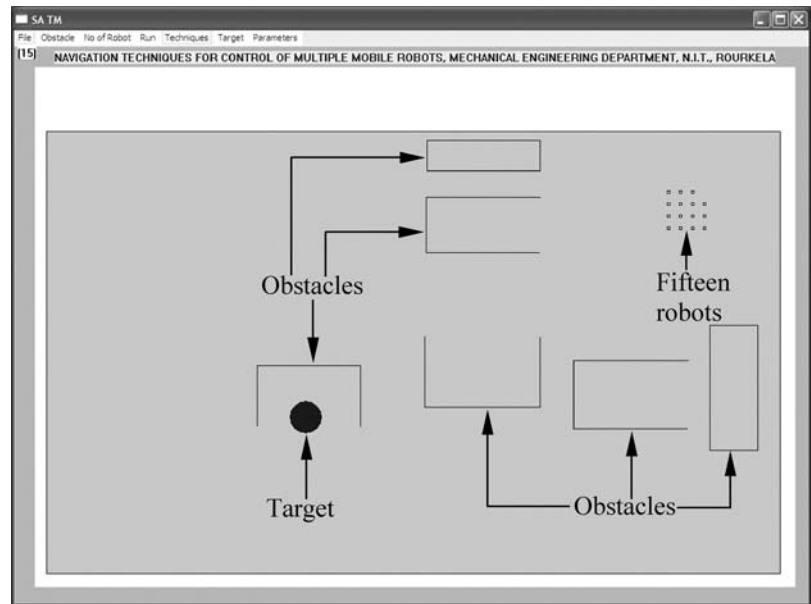 SA TM
File Obstacle No of Robot Run Techniques Target Parameters
(15) NAVIGATION TECHNIQUES FOR CONTROL OF MULTIPLE MOBILE ROBOTS, MECHANICAL ENGINEERING DEPARTMENT, N.I.T., ROURKELA
Obstacles
Fifteen
robots
Target
Obstacles